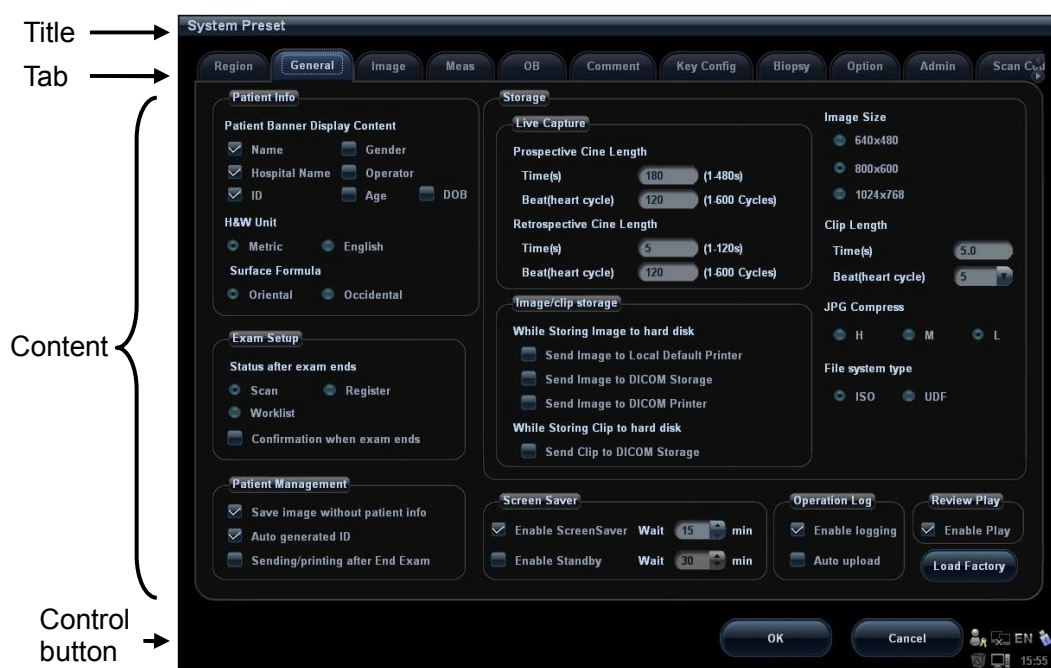 Title
System Preset
Tab
Region General Image Meas OB Comment Key Config Biopsy Option Admin Scan
Content
Patient Info
Patient Banner Display Content
Name Gender
Hospital Name Operator
ID Age DOB
H&W Unit
Metric English
Surface Formula
Oriental Occidental
Exam Setup
Status after exam ends
Scan Register
Worklist
Confirmation when exam ends
Patient Management
Save image without patient info
Auto generated ID
Sending/printing after End Exam
Storage
Live Capture
Prospective Cine Length
Time(s) 180 (1-480s)
Beat(heart cycle) 120 (1-600 Cycles)
Retrospective Cine Length
Time(s) 5 (1-120s)
Beat(heart cycle) 120 (1-600 Cycles)
Image/clip storage
While Storing Image to hard disk
Send Image to Local Default Printer
Send Image to DICOM Storage
Send Image to DICOM Printer
While Storing Clip to hard disk
Send Clip to DICOM Storage
Image Size
640x480
800x600
1024x768
Clip Length
Time(s) 5.0
Beat(heart cycle) 5
JPG Compress
H M L
File system type
ISO UDF
Screen Saver
Enable ScreenSaver Wait 15 min
Enable Standby Wait 30 min
Operation Log
Enable logging
Auto upload
Review Play
Enable Play
Load Factory
Control
button
OK Cancel
EN
15:55